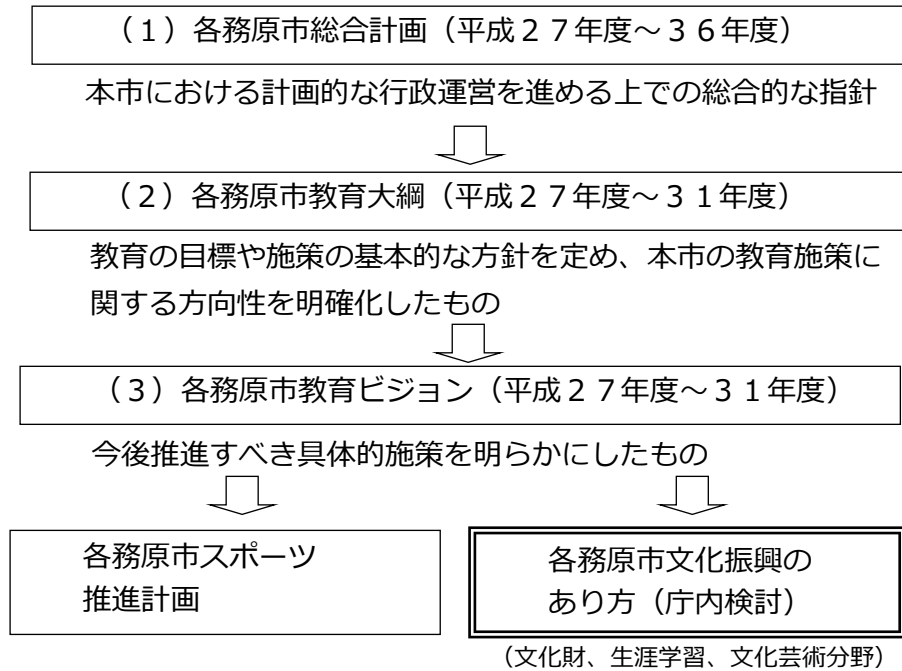 （１）各務原市総合計画（平成２７年度～３６年度）
本市における計画的な行政運営を進める上での総合的な指針
（２）各務原市教育大綱（平成２７年度～３１年度）
教育の目標や施策の基本的な方針を定め、本市の教育施策に
関する方向性を明確化したもの
（３）各務原市教育ビジョン（平成２７年度～３１年度）
今後推進すべき具体的施策を明らかにしたもの
各務原市スポーツ
推進計画
各務原市文化振興の
あり方（庁内検討）
（文化財、生涯学習、文化芸術分野）